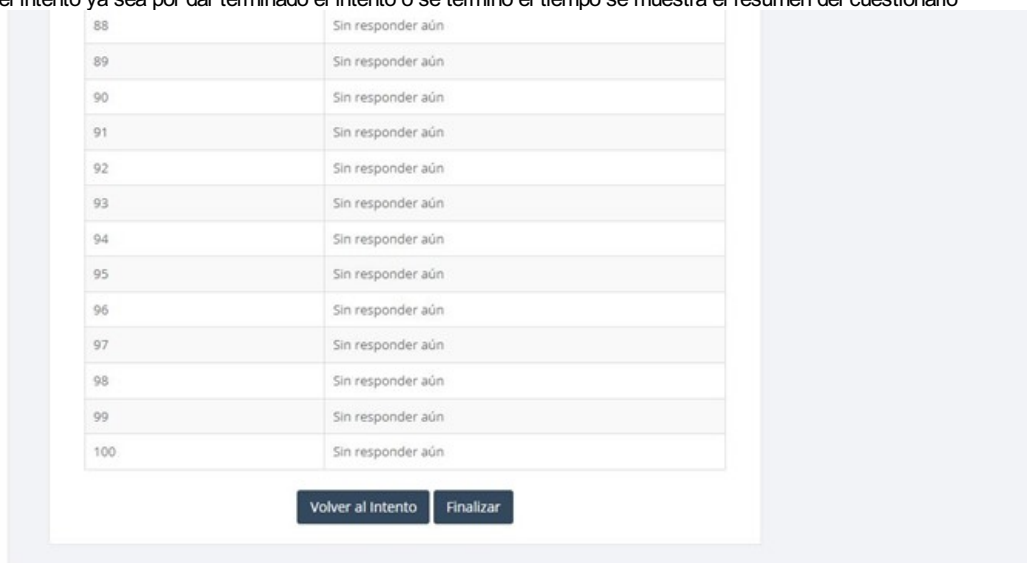 el intento ya sea por dar terminado el intento o se termino el tiempo se muestra el resumen del cuestionario
88 Sin responder aún
89 Sin responder aún
90 Sin responder aún
91 Sin responder aún
92 Sin responder aún
93 Sin responder aún
94 Sin responder aún
95 Sin responder aún
96 Sin responder aún
97 Sin responder aún
98 Sin responder aún
99 Sin responder aún
100 Sin responder aún
Volver al Intento Finalizar